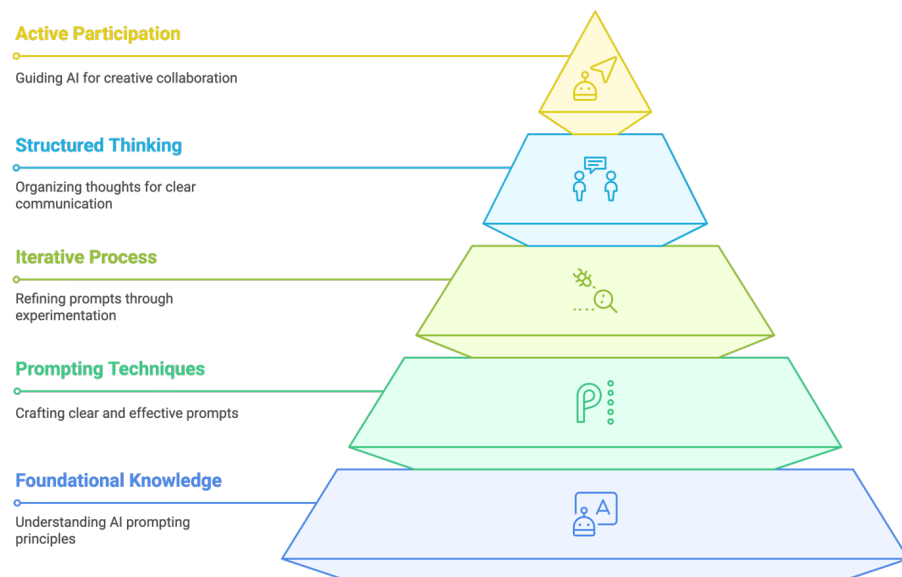 Active Participation
Guiding AI for creative collaboration
Structured Thinking
Organizing thoughts for clear
communication
Iterative Process
Refining prompts through
experimentation
Prompting Techniques
Crafting clear and effective prompts
P
Foundational Knowledge
Understanding AI prompting
principles
A